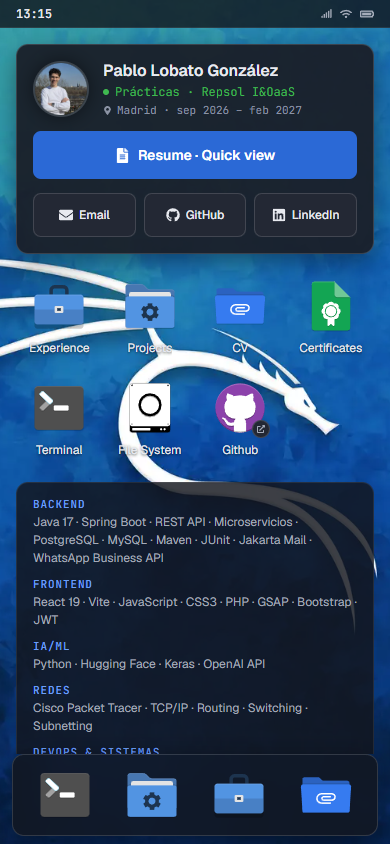 13:15
Pablo Lobato González
Prácticas · Repsol I&OaaS
Madrid · sep 2026 – feb 2027
Resume · Quick view
Email
GitHub
LinkedIn
Experience
Projects
CV
Certificates
Terminal
File System
Github
BACKEND
Java 17 · Spring Boot · REST API · Microservicios ·
PostgreSQL · MySQL · Maven · JUnit · Jakarta Mail ·
WhatsApp Business API
FRONTEND
React 19 · Vite · JavaScript · CSS3 · PHP · GSAP · Bootstrap ·
JWT
IA/ML
Python · Hugging Face · Keras · OpenAI API
REDES
Cisco Packet Tracer · TCP/IP · Routing · Switching ·
Subnetting
DEVOPS & SISTEMAS